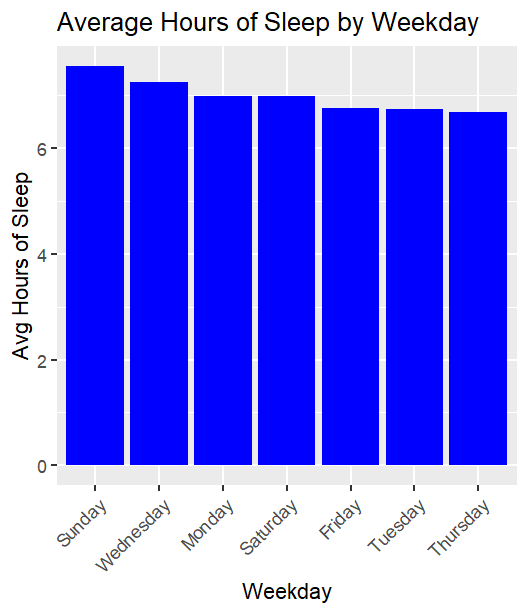 Average Hours of Sleep by Weekday
Avg Hours of Sleep
6
4
2
0
Sunday
Wednesday
Monday
Saturday
Friday
Tuesday
Thursday
Weekday